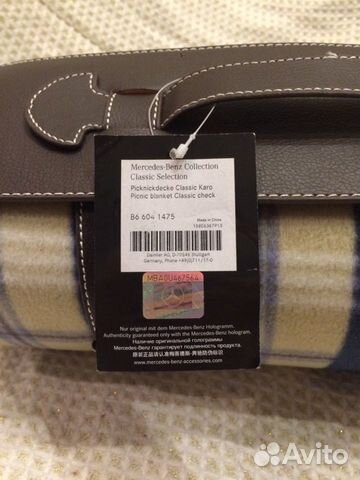 Mercedes-Benz Collection
Classic Selection
Picknickdecke Classic Karo
Picnic blanket Classic check
B6 604 1475
Made in China
Daimler AG, D-70546 Stuttgart
Germany, Phone +49(0)711/17-0
MBA0U467564
Nur original mit dem Mercedes-Benz Hologramm.
Authenticity guaranteed only with the Mercedes-Benz Hologram.
Наличие оригинальной голограммы
Mercedes-Benz гарантирует подлинность продукта.
www.mercedes-benz-accessories.com
Avito